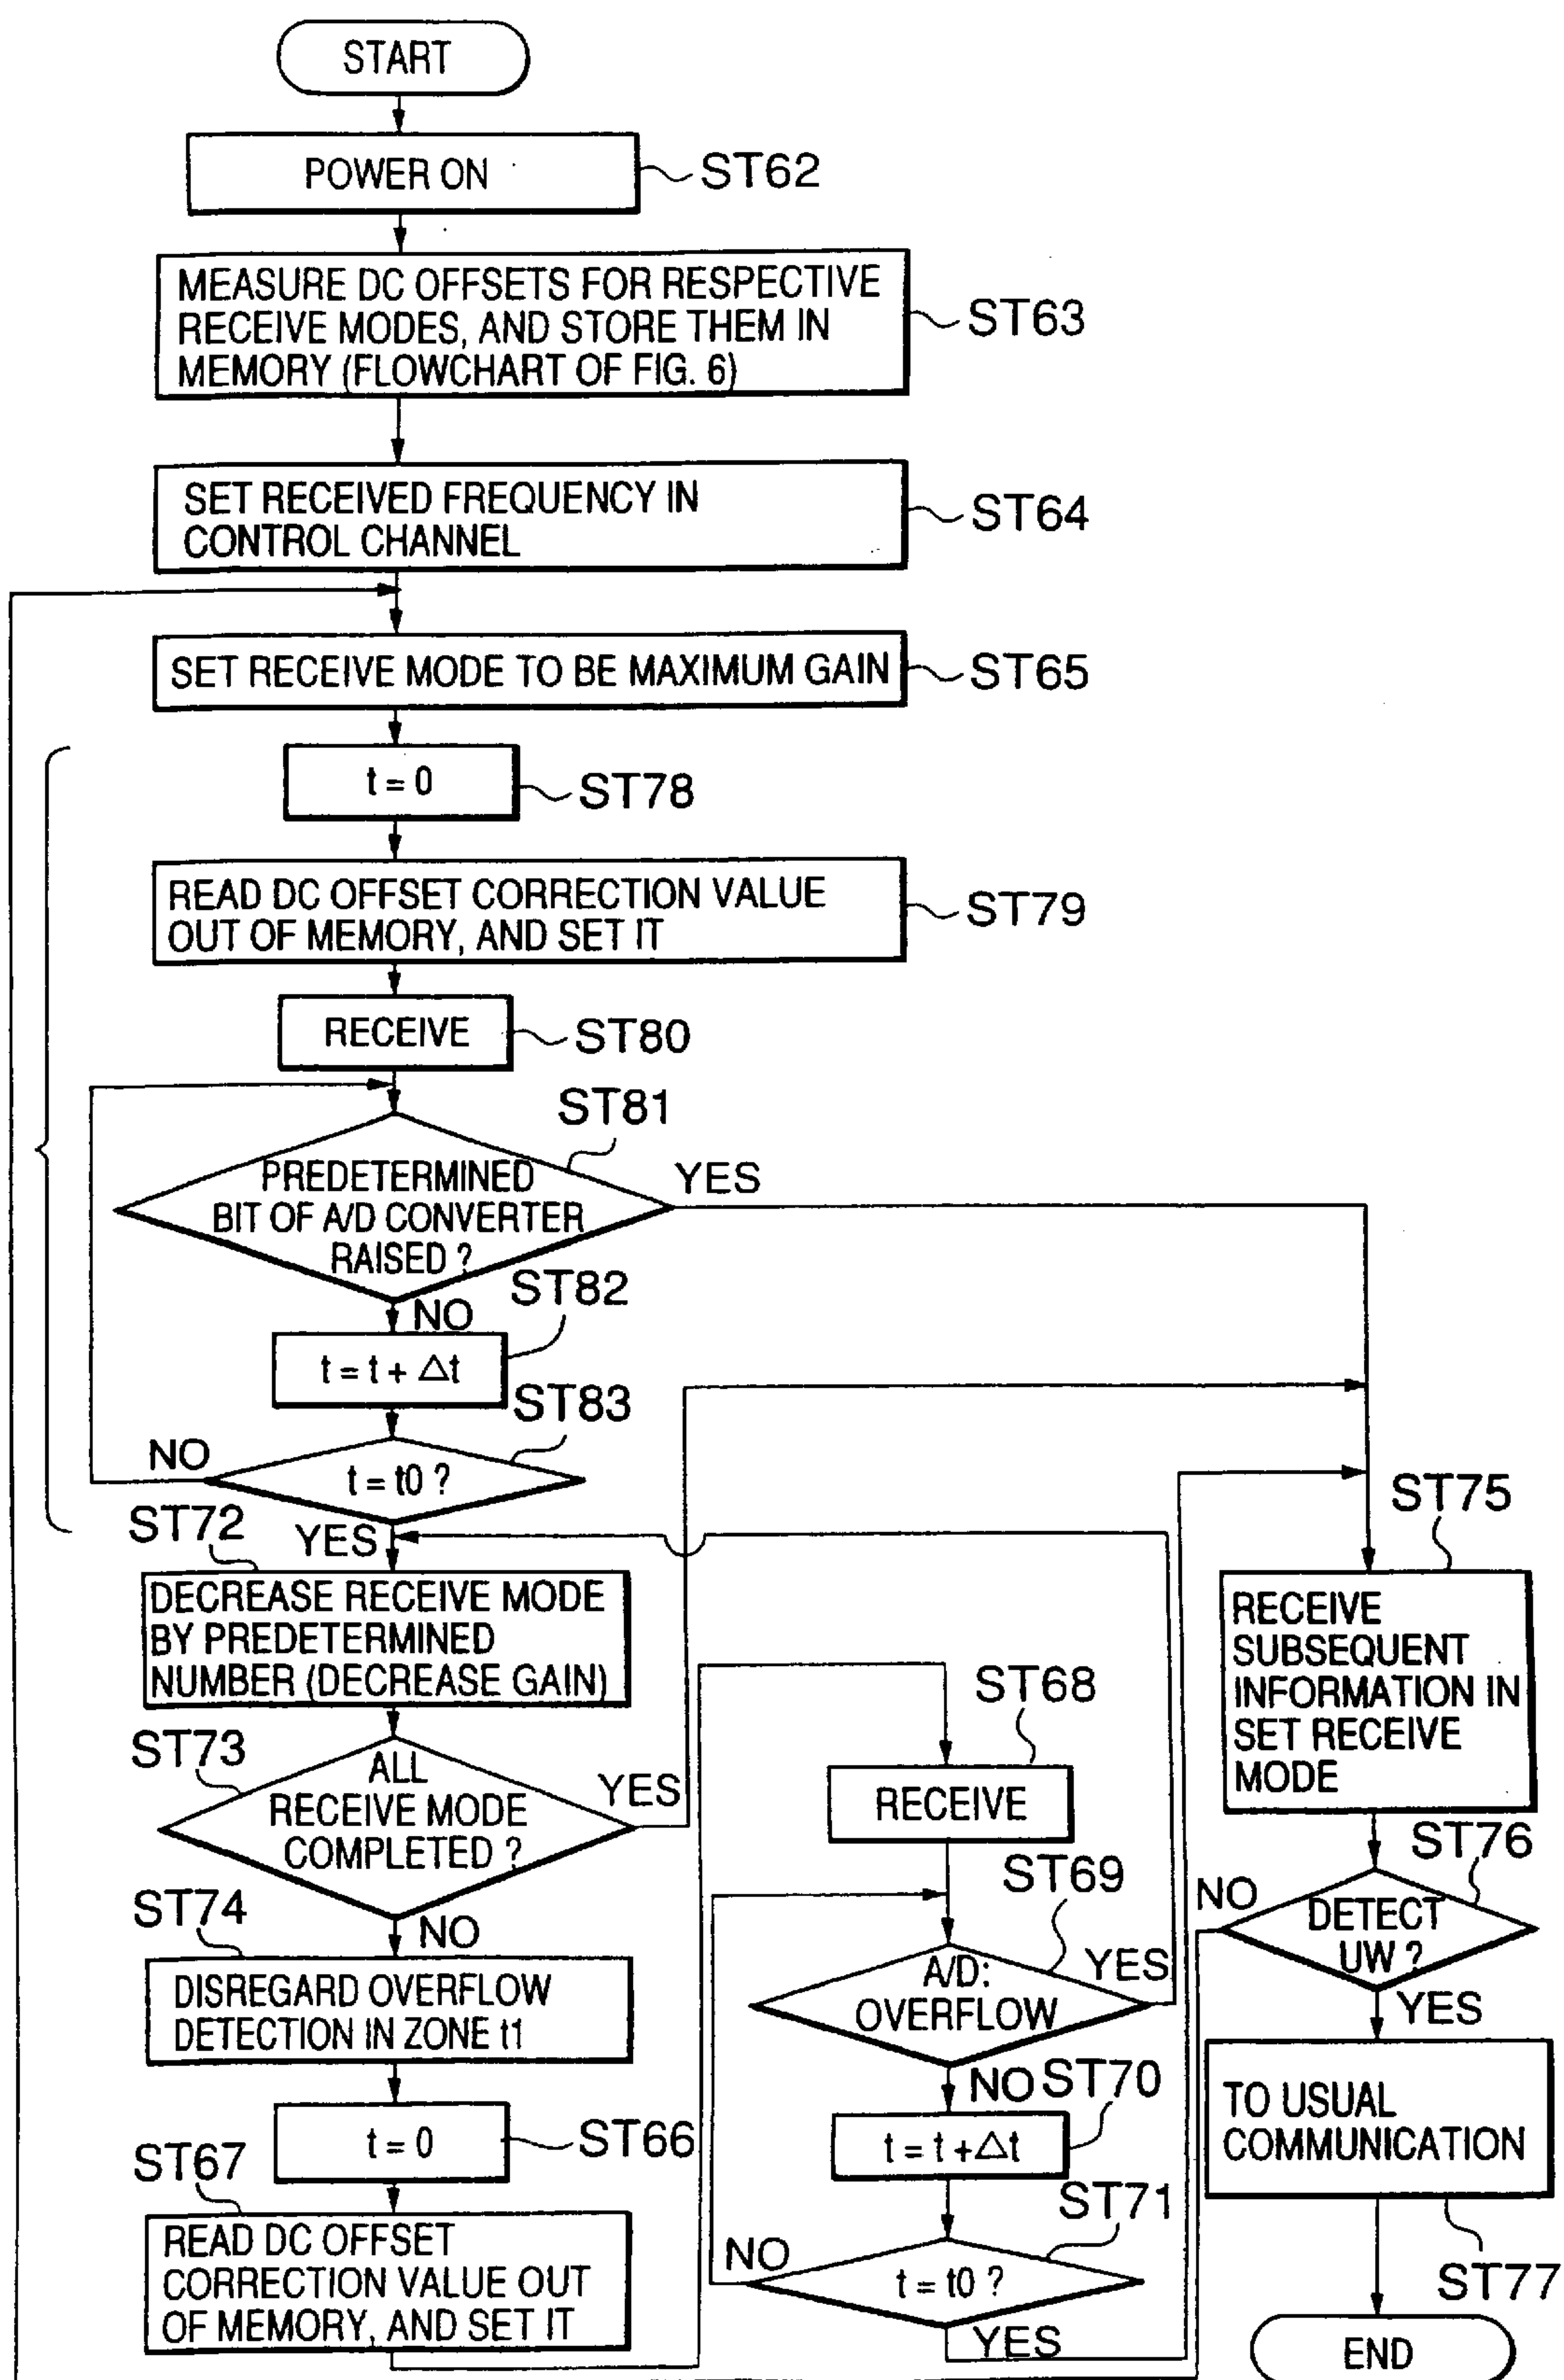 START
POWER ON
ST62
MEASURE DC OFFSETS FOR RESPECTIVE
RECEIVE MODES, AND STORE THEM IN
MEMORY (FLOWCHART OF FIG. 6)
ST63
SET RECEIVED FREQUENCY IN
CONTROL CHANNEL
ST64
SET RECEIVE MODE TO BE MAXIMUM GAIN
ST65
t = 0
ST78
READ DC OFFSET CORRECTION VALUE
OUT OF MEMORY, AND SET IT
ST79
RECEIVE
ST80
ST81
PREDETERMINED
BIT OF A/D CONVERTER
RAISED ?
YES
NO
ST82
t = t + △t
ST83
NO
t = t0 ?
YES
ST72
DECREASE RECEIVE MODE
BY PREDETERMINED
NUMBER (DECREASE GAIN)
ST73
ALL
RECEIVE MODE
COMPLETED ?
YES
NO
ST74
DISREGARD OVERFLOW
DETECTION IN ZONE t1
t = 0
ST66
ST67
READ DC OFFSET
CORRECTION VALUE OUT
OF MEMORY, AND SET IT
ST68
RECEIVE
ST69
A/D:
OVERFLOW
YES
NO
ST70
t = t +△t
ST71
NO
t = t0 ?
YES
ST75
RECEIVE
SUBSEQUENT
INFORMATION IN
SET RECEIVE
MODE
ST76
NO
DETECT
UW ?
YES
TO USUAL
COMMUNICATION
ST77
END